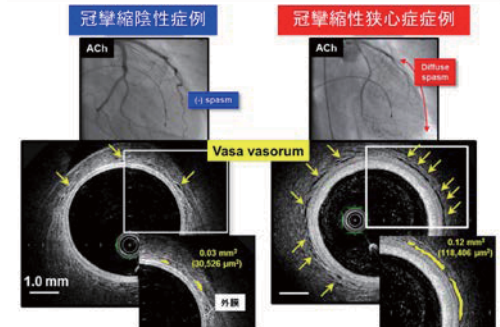 冠攣縮陰性症例
冠攣縮性狭心症症例
ACh
(-) spasm
ACh
Diffuse
spasm
Vasa vasorum
0.03 mm²
(30,526 μm²)
1.0 mm
外膜
0.12 mm²
(118,406 μm²)